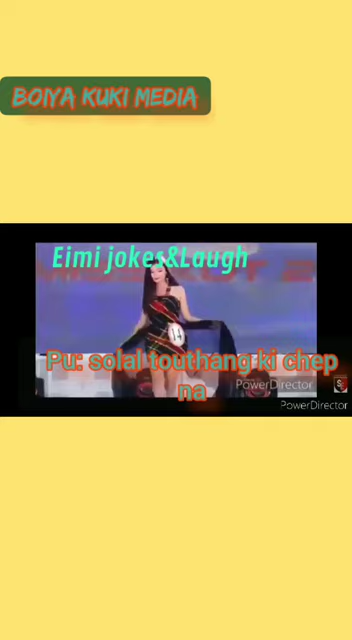 BOIYA KUKI MEDIA
Eimi jokes&Laugh
14
Pu: solal touthang ki chep
na
PowerDirector
PowerDirector